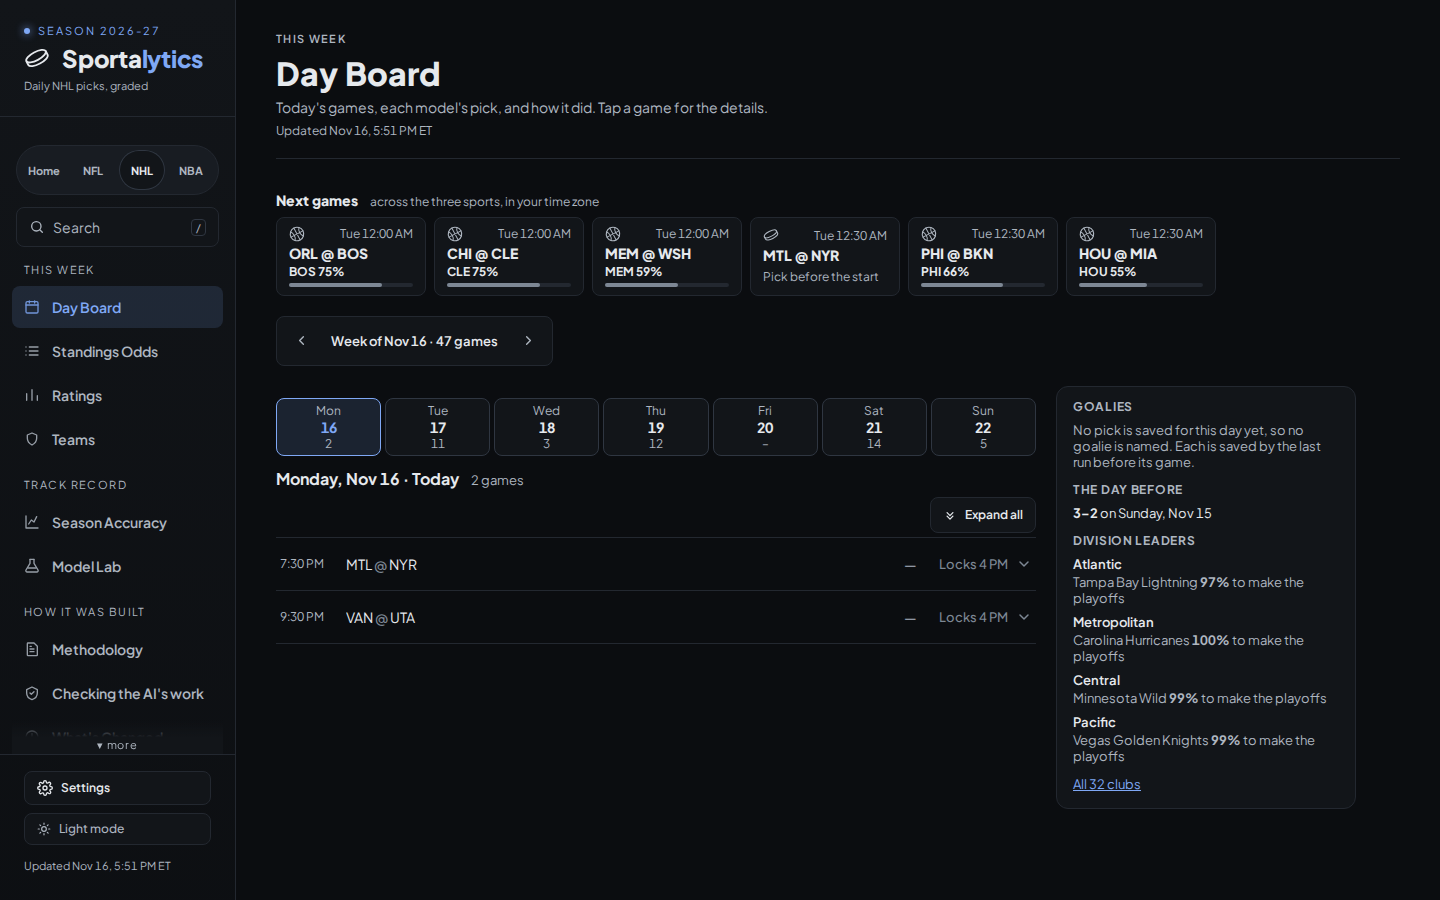 SEASON 2026-27
Sportalytics
Daily NHL picks, graded
Home NFL NHL NBA
Search /
THIS WEEK
Day Board
Standings Odds
Ratings
Teams
TRACK RECORD
Season Accuracy
Model Lab
HOW IT WAS BUILT
Methodology
Checking the AI's work
▾ more
Settings
Light mode
Updated Nov 16, 5:51 PM ET
THIS WEEK
Day Board
Today's games, each model's pick, and how it did. Tap a game for the details.
Updated Nov 16, 5:51 PM ET
Next games across the three sports, in your time zone
Tue 12:00 AM
ORL @ BOS
BOS 75%
Tue 12:00 AM
CHI @ CLE
CLE 75%
Tue 12:00 AM
MEM @ WSH
MEM 59%
Tue 12:30 AM
MTL @ NYR
Pick before the start
Tue 12:30 AM
PHI @ BKN
PHI 66%
Tue 12:30 AM
HOU @ MIA
HOU 55%
Week of Nov 16 · 47 games
Mon
16
2
Tue
17
11
Wed
18
3
Thu
19
12
Fri
20
–
Sat
21
14
Sun
22
5
Monday, Nov 16 · Today 2 games
Expand all
7:30 PM MTL @ NYR — Locks 4 PM
9:30 PM VAN @ UTA — Locks 4 PM
GOALIES
No pick is saved for this day yet, so no
goalie is named. Each is saved by the last
run before its game.
THE DAY BEFORE
3–2 on Sunday, Nov 15
DIVISION LEADERS
Atlantic
Tampa Bay Lightning 97% to make the
playoffs
Metropolitan
Carolina Hurricanes 100% to make the
playoffs
Central
Minnesota Wild 99% to make the playoffs
Pacific
Vegas Golden Knights 99% to make the
playoffs
All 32 clubs